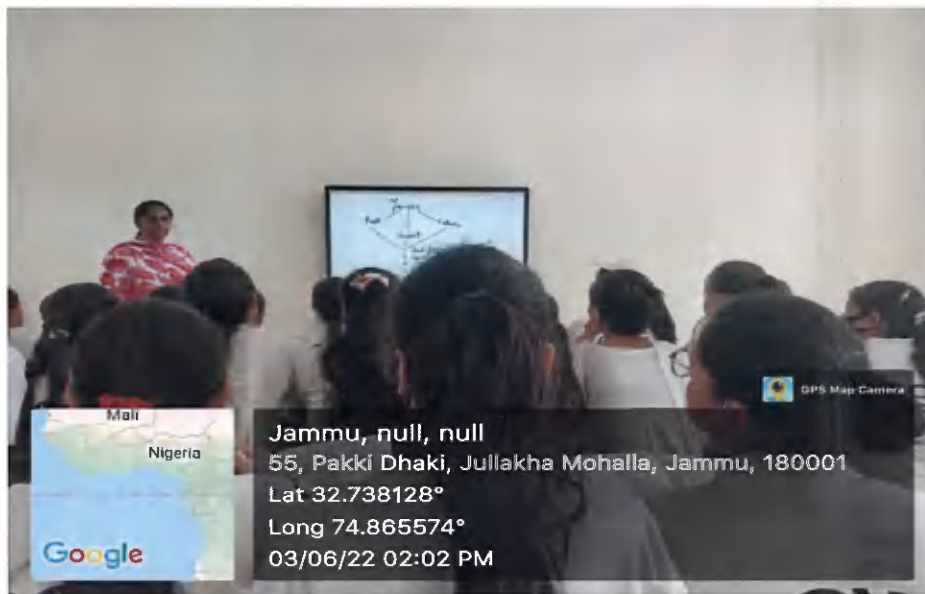 GPS Map Camera
Mali
Nigeria
Google
Jammu, null, null
55, Pakki Dhaki, Jullakha Mohalla, Jammu, 180001
Lat 32.738128°
Long 74.865574°
03/06/22 02:02 PM